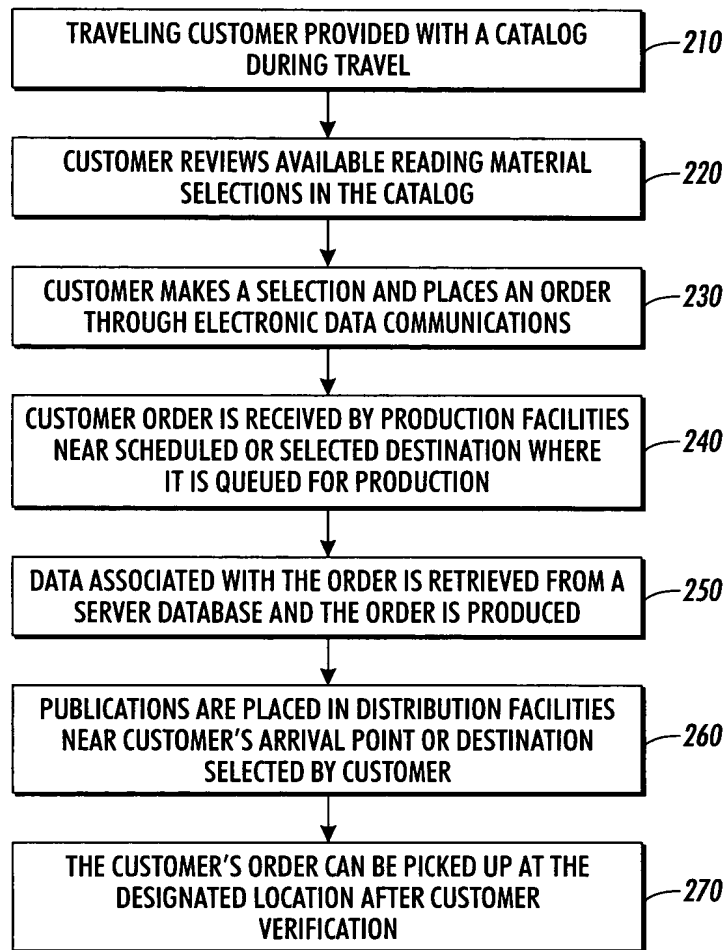 TRAVELING CUSTOMER PROVIDED WITH A CATALOG
DURING TRAVEL
210
CUSTOMER REVIEWS AVAILABLE READING MATERIAL
SELECTIONS IN THE CATALOG
220
CUSTOMER MAKES A SELECTION AND PLACES AN ORDER
THROUGH ELECTRONIC DATA COMMUNICATIONS
230
CUSTOMER ORDER IS RECEIVED BY PRODUCTION FACILITIES
NEAR SCHEDULED OR SELECTED DESTINATION WHERE
IT IS QUEUED FOR PRODUCTION
240
DATA ASSOCIATED WITH THE ORDER IS RETRIEVED FROM A
SERVER DATABASE AND THE ORDER IS PRODUCED
250
PUBLICATIONS ARE PLACED IN DISTRIBUTION FACILITIES
NEAR CUSTOMER'S ARRIVAL POINT OR DESTINATION
SELECTED BY CUSTOMER
260
THE CUSTOMER'S ORDER CAN BE PICKED UP AT THE
DESIGNATED LOCATION AFTER CUSTOMER
VERIFICATION
270